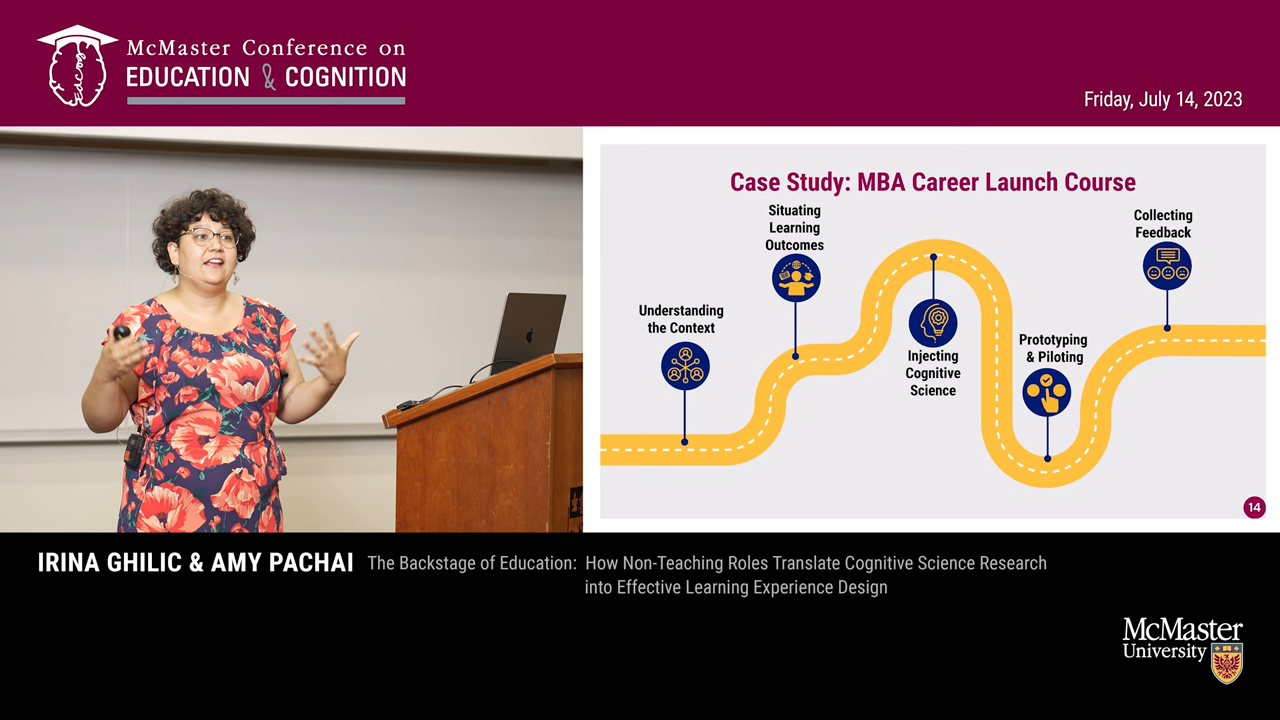 McMaster Conference on
EDUCATION & COGNITION
Friday, July 14, 2023
Case Study: MBA Career Launch Course
Understanding
the Context
Situating
Learning
Outcomes
Injecting
Cognitive
Science
Prototyping
& Piloting
Collecting
Feedback
14
IRINA GHILIC & AMY PACHAI
The Backstage of Education: How Non-Teaching Roles Translate Cognitive Science Research
into Effective Learning Experience Design
McMaster
University